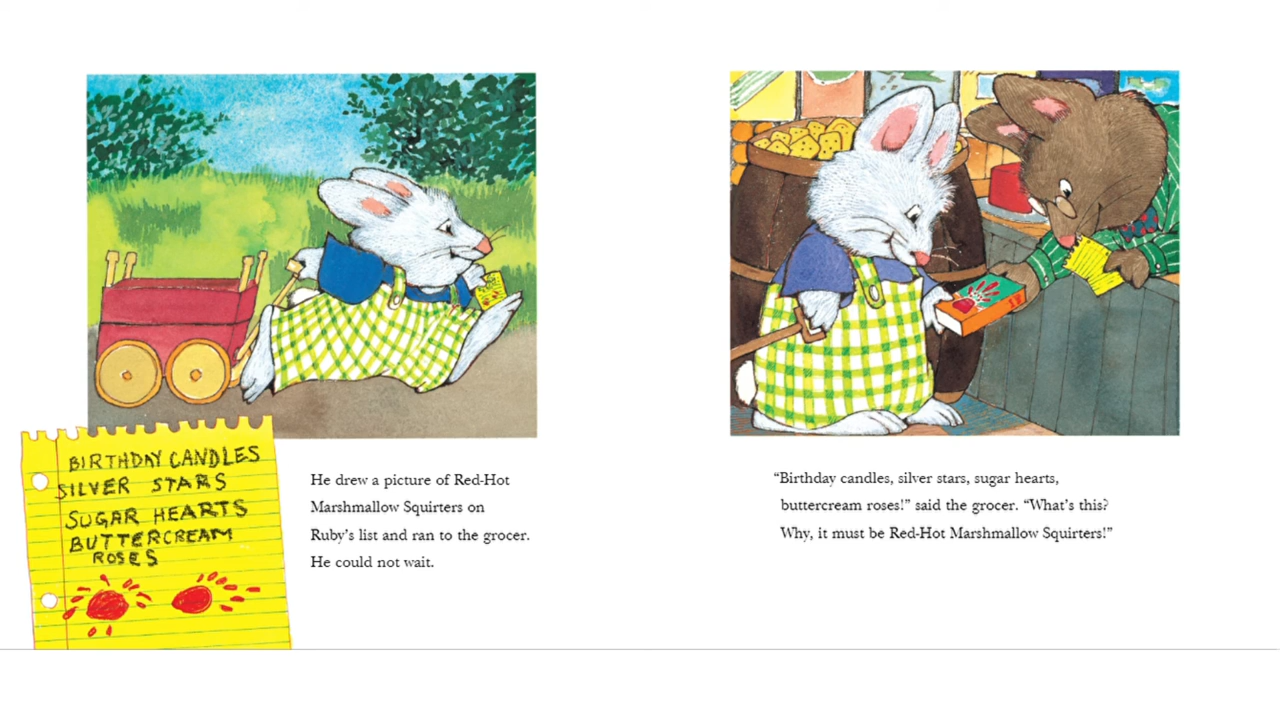 BIRTHDAY CANDLES
SILVER STARS
SUGAR HEARTS
BUTTERCREAM
ROSES
He drew a picture of Red-Hot
Marshmallow Squirters on
Ruby's list and ran to the grocer.
He could not wait.
“Birthday candles, silver stars, sugar hearts,
buttercream roses!” said the grocer. “What's this?
Why, it must be Red-Hot Marshmallow Squirters!”